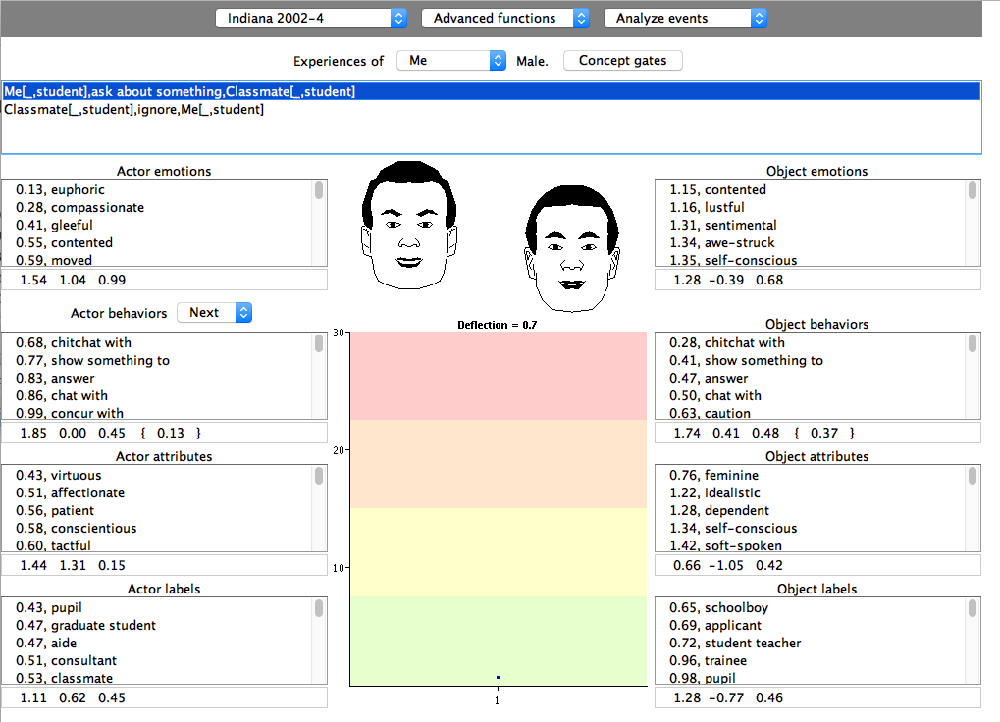 Indiana 2002-4 Advanced functions Analyze events
Experiences of Me Male. Concept gates
Me[_,student],ask about something,Classmate[_,student]
Classmate[_,student],ignore,Me[_,student]
Actor emotions
0.13, euphoric
0.28, compassionate
0.41, gleeful
0.55, contented
0.59, moved
1.54 1.04 0.99
Object emotions
1.15, contented
1.16, lustful
1.31, sentimental
1.34, awe-struck
1.35, self-conscious
1.28 -0.39 0.68
Actor behaviors Next
0.68, chitchat with
0.77, show something to
0.83, answer
0.86, chat with
0.99, concur with
1.85 0.00 0.45 { 0.13 }
Deflection = 0.7
30
20
10
1
Object behaviors
0.28, chitchat with
0.41, show something to
0.47, answer
0.50, chat with
0.63, caution
1.74 0.41 0.48 { 0.37 }
Actor attributes
0.43, virtuous
0.51, affectionate
0.56, patient
0.58, conscientious
0.60, tactful
1.44 1.31 0.15
Object attributes
0.76, feminine
1.22, idealistic
1.28, dependent
1.34, self-conscious
1.42, soft-spoken
0.66 -1.05 0.42
Actor labels
0.43, pupil
0.47, graduate student
0.47, aide
0.51, consultant
0.53, classmate
1.11 0.62 0.45
Object labels
0.65, schoolboy
0.69, applicant
0.72, student teacher
0.96, trainee
0.98, pupil
1.28 -0.77 0.46